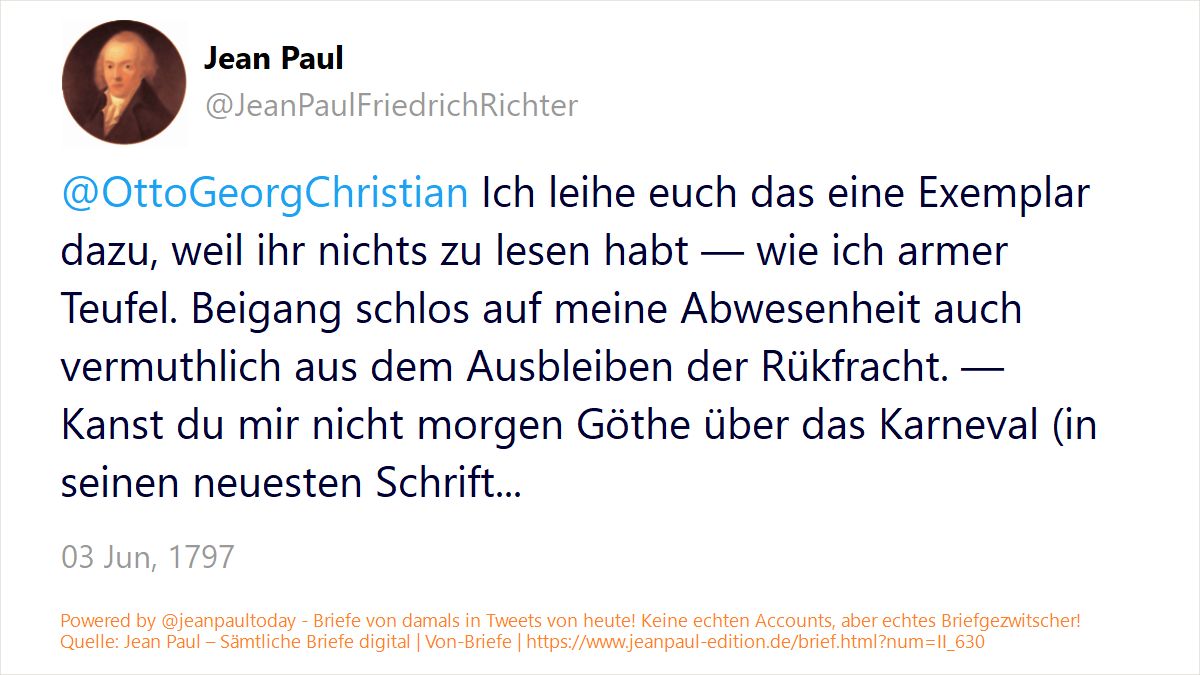 Jean Paul
@JeanPaulFriedrichRichter
@OttoGeorgChristian Ich leihe euch das eine Exemplar
dazu, weil ihr nichts zu lesen habt — wie ich armer
Teufel. Beigang schlos auf meine Abwesenheit auch
vermuthlich aus dem Ausbleiben der Rükfracht. —
Kanst du mir nicht morgen Göthe über das Karneval (in
seinen neuesten Schrift...
03 Jun, 1797
Powered by @jeanpaultoday - Briefe von damals in Tweets von heute! Keine echten Accounts, aber echtes Briefgezwitscher!
Quelle: Jean Paul – Sämtliche Briefe digital | Von-Briefe | https://www.jeanpaul-edition.de/brief.html?num=II_630